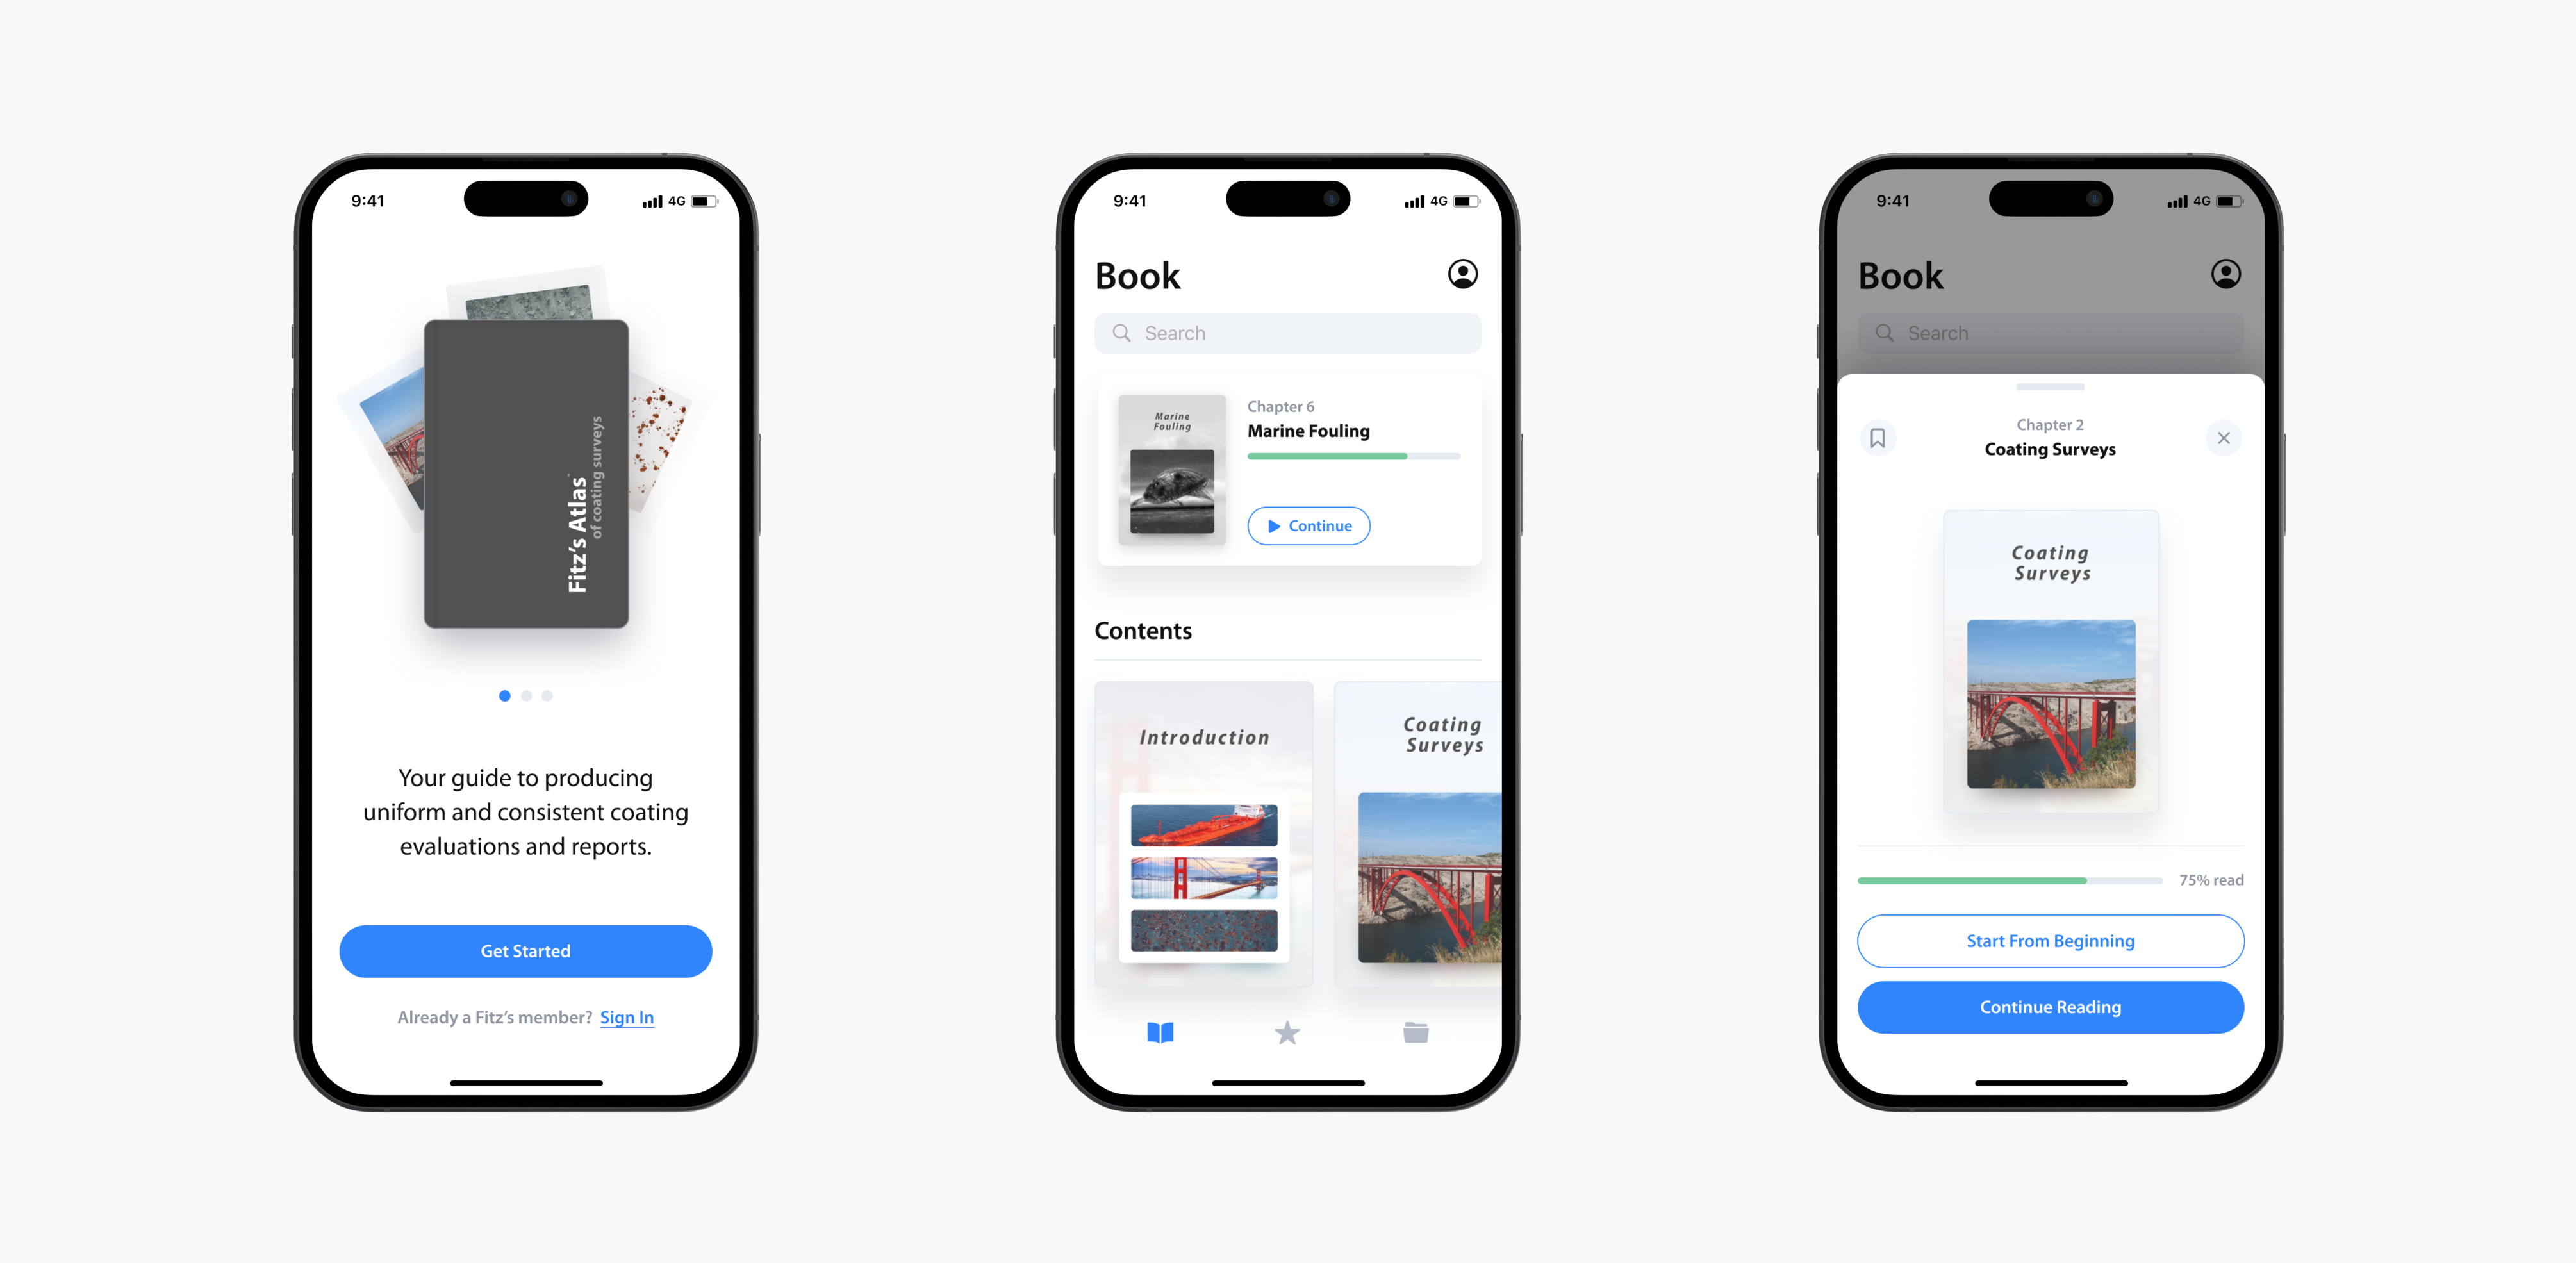 9:41
4G
Fitz's Atlas
of coating surveys
Your guide to producing
uniform and consistent coating
evaluations and reports.
Get Started
Already a Fitz's member? Sign In
9:41
4G
Book
Search
Marine
Fouling
Chapter 6
Marine Fouling
Continue
Contents
Introduction
Coating
Surveys
9:41
4G
Book
Search
Chapter 2
Coating Surveys
Coating
Surveys
75% read
Start From Beginning
Continue Reading